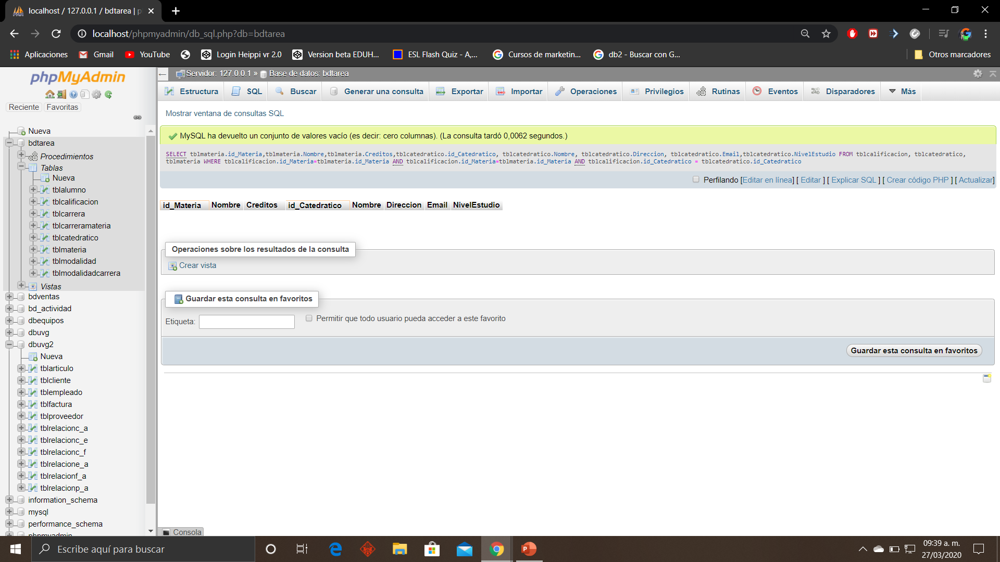 localhost / 127.0.0.1 / bdtarea | p
localhost/phpmyadmin/db_sql.php?db=bdtarea
Aplicaciones
Gmail
YouTube
Login Heippi vr 2.0
Version beta EDUH...
ESL Flash Quiz - A,...
Cursos de marketin...
db2 - Buscar con G...
Otros marcadores
phpMyAdmin
Reciente
Favoritas
Nueva
bdtarea
Procedimientos
Tablas
Nueva
tblalumno
tblcalificacion
tblcarrera
tblcarreramateria
tblcatedratico
tblmateria
tblmodalidad
tblmodalidadcarrera
Vistas
bdventas
bd_actividad
dbequipos
dbuvg
dbuvg2
Nueva
tblarticulo
tblcliente
tblempleado
tblfactura
tblproveedor
tblrelacionc_a
tblrelacionc_e
tblrelacionc_f
tblrelacione_a
tblrelacionf_a
tblrelacionp_a
information_schema
mysql
performance_schema
phpmyadmin
Servidor: 127.0.0.1 » Base de datos: bdtarea
Estructura
SQL
Buscar
Generar una consulta
Exportar
Importar
Operaciones
Privilegios
Rutinas
Eventos
Disparadores
Más
Mostrar ventana de consultas SQL
MySQL ha devuelto un conjunto de valores vacío (es decir: cero columnas). (La consulta tardó 0,0062 segundos.)
SELECT tblmateria.id_Materia,tblmateria.Nombre,tblmateria.Creditos,tblcatedratico.id_Catedratico, tblcatedratico.Nombre, tblcatedratico.Direccion, tblcatedratico.Email,tblcatedratico.NivelEstudio FROM tblcalificacion, tblcatedratico,
tblmateria WHERE tblcalificacion.id_Materia=tblmateria.id_Materia AND tblcalificacion.id_Materia=tblmateria.id_Materia AND tblcalificacion.id_Catedratico = tblcatedratico.id_Catedratico
Perfilando [Editar en línea] [ Editar ] [ Explicar SQL ] [ Crear código PHP ] [ Actualizar]
id_Materia Nombre Creditos id_Catedratico Nombre Direccion Email NivelEstudio
Operaciones sobre los resultados de la consulta
Crear vista
Guardar esta consulta en favoritos
Etiqueta:
Permitir que todo usuario pueda acceder a este favorito
Guardar esta consulta en favoritos
Consola
Escribe aquí para buscar
09:39 a. m.
27/03/2020